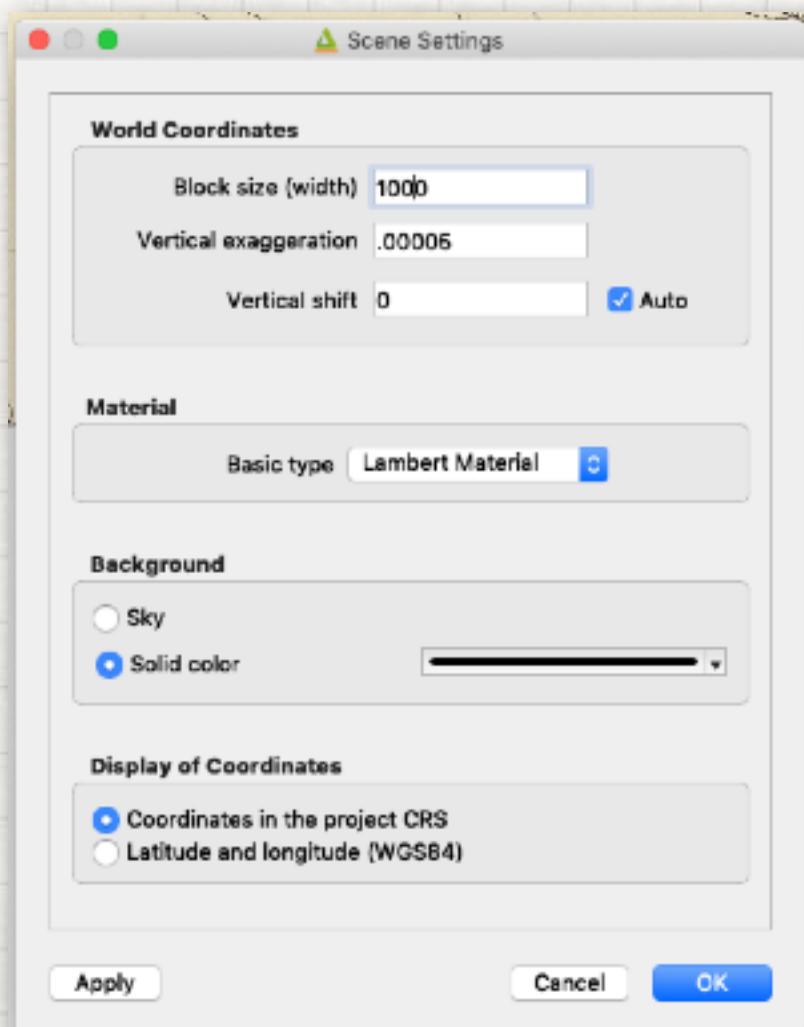 Scene Settings
World Coordinates
Block size (width) 1000
Vertical exaggeration .00005
Vertical shift 0 Auto
Material
Basic type Lambert Material
Background
Sky
Solid color
Display of Coordinates
Coordinates in the project CRS
Latitude and longitude (WGS84)
Apply Cancel OK